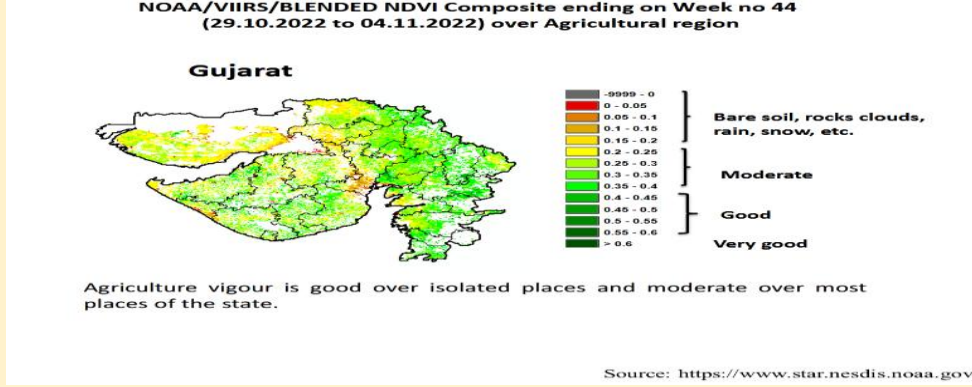 NOAA/VIIRS/BLENDED NDVI Composite ending on Week no 44
(29.10.2022 to 04.11.2022) over Agricultural region
Gujarat
-9999 - 0
0 - 0.05
0.05 - 0.1
0.1 - 0.15
0.15 - 0.2
0.2 - 0.25
0.25 - 0.3
0.3 - 0.35
0.35 - 0.4
0.4 - 0.45
0.45 - 0.5
0.5 - 0.55
0.55 - 0.6
> 0.6
Bare soil, rocks clouds,
rain, snow, etc.
Moderate
Good
Very good
Agriculture vigour is good over isolated places and moderate over most
places of the state.
Source: https://www.star.nesdis.noaa.gov